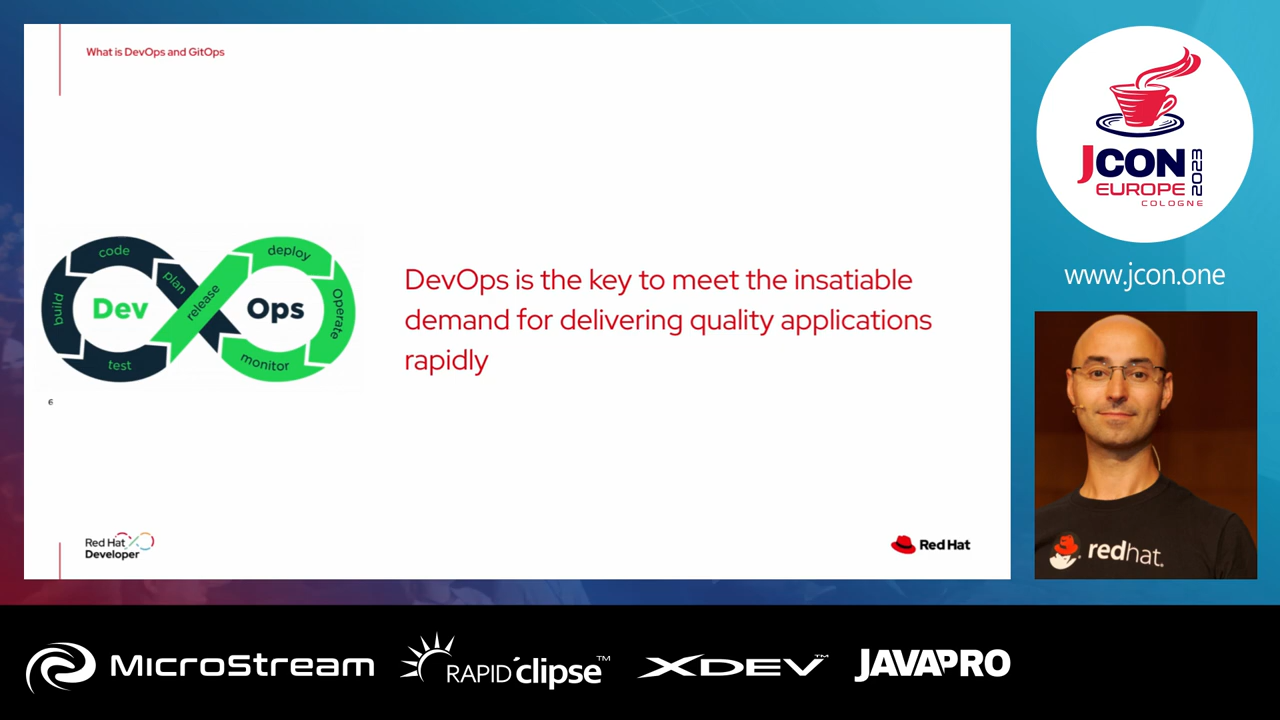 What is DevOps and GitOps
code
plan
build
Dev
test
release
deploy
Operate
Ops
monitor
DevOps is the key to meet the insatiable
demand for delivering quality applications
rapidly
6
Red Hat
Developer
Red Hat
JCON
EUROPE 2023
COLOGNE
www.jcon.one
redhat.
MicroStream
RAPID'clipse™
XDEV™
JAVAPRO